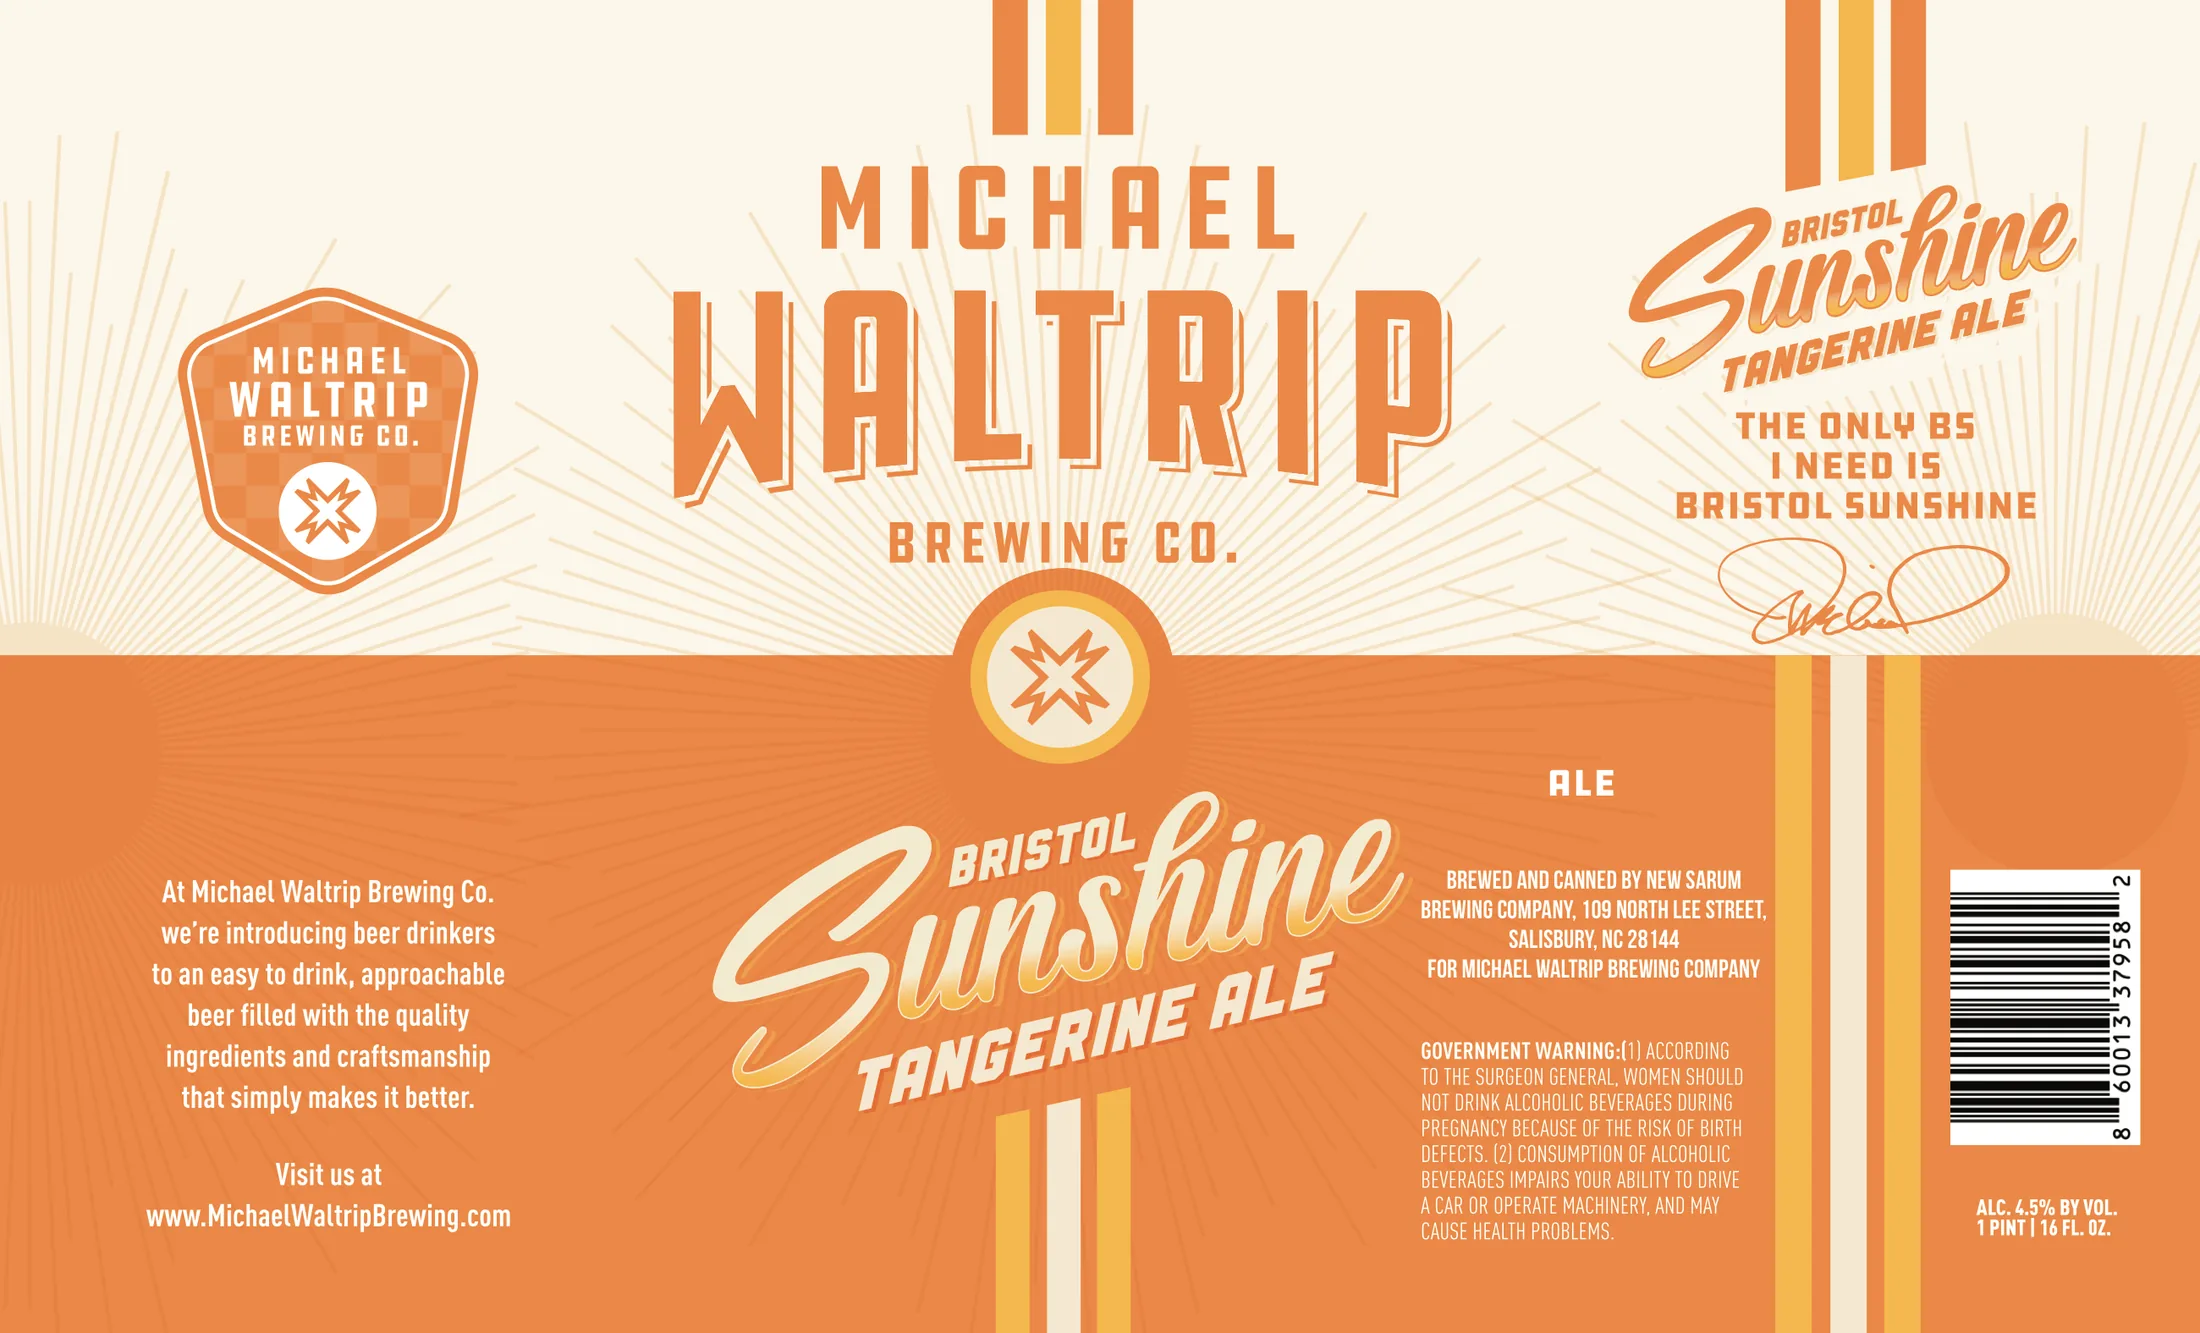 MICHAEL
WALTRIP
BREWING CO.
At Michael Waltrip Brewing Co.
we’re introducing beer drinkers
to an easy to drink, approachable
beer filled with the quality
ingredients and craftsmanship
that simply makes it better.
Visit us at
www.MichaelWaltripBrewing.com
MICHAEL
WALTRIP
BREWING CO.
BRISTOL
Sunshine
TANGERINE ALE
BRISTOL
Sunshine
TANGERINE ALE
THE ONLY BS
I NEED IS
BRISTOL SUNSHINE
ALE
BREWED AND CANNED BY NEW SARUM
BREWING COMPANY, 109 NORTH LEE STREET,
SALISBURY, NC 28144
FOR MICHAEL WALTRIP BREWING COMPANY
GOVERNMENT WARNING:(1) ACCORDING
TO THE SURGEON GENERAL, WOMEN SHOULD
NOT DRINK ALCOHOLIC BEVERAGES DURING
PREGNANCY BECAUSE OF THE RISK OF BIRTH
DEFECTS. (2) CONSUMPTION OF ALCOHOLIC
BEVERAGES IMPAIRS YOUR ABILITY TO DRIVE
A CAR OR OPERATE MACHINERY, AND MAY
CAUSE HEALTH PROBLEMS.
8 60013 37958 2
ALC. 4.5% BY VOL.
1 PINT | 16 FL. OZ.